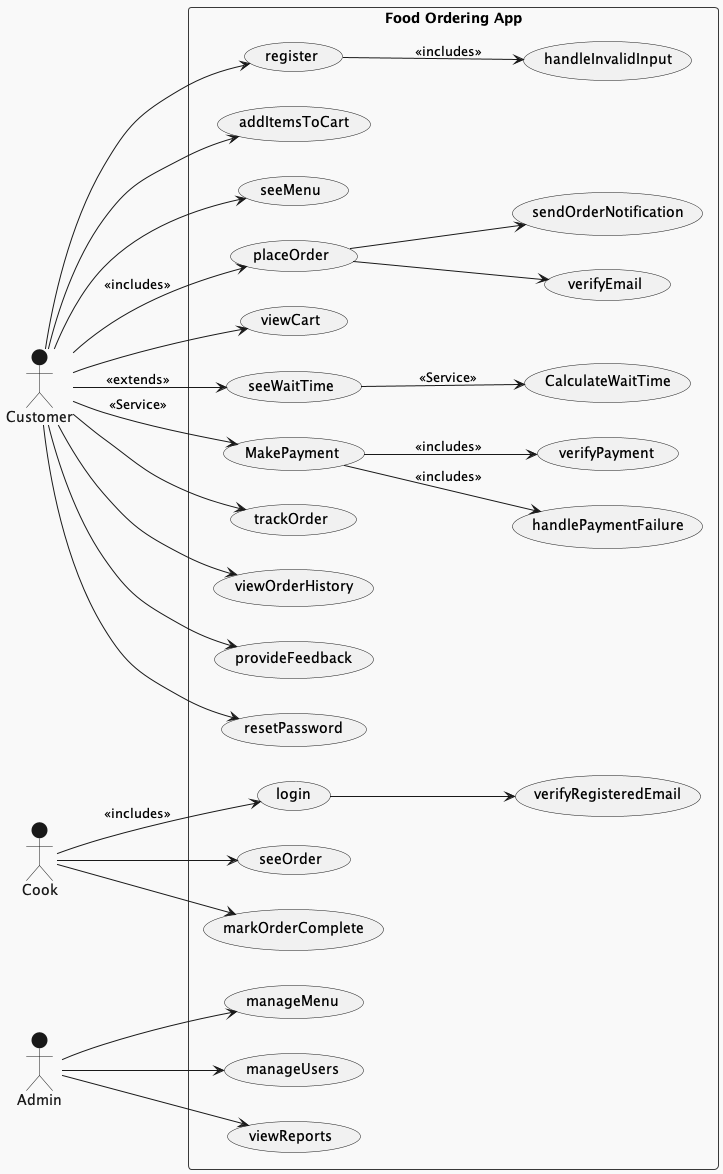 Food Ordering App
register
«includes»
handleInvalidInput
addItemsToCart
seeMenu
sendOrderNotification
placeOrder
«includes»
verifyEmail
viewCart
Customer
«extends»
seeWaitTime
«Service»
CalculateWaitTime
«Service»
MakePayment
«includes»
verifyPayment
«includes»
handlePaymentFailure
trackOrder
viewOrderHistory
provideFeedback
resetPassword
login
verifyRegisteredEmail
«includes»
Cook
seeOrder
markOrderComplete
manageMenu
Admin
manageUsers
viewReports